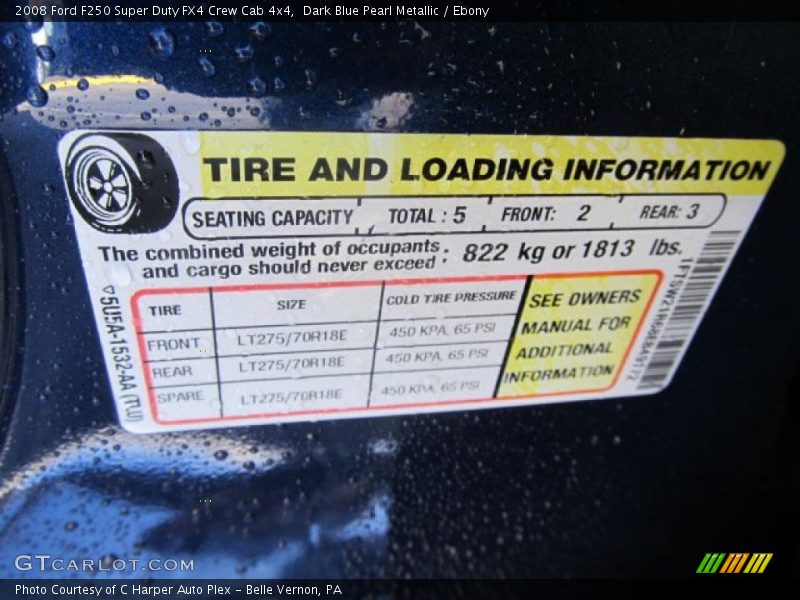 2008 Ford F250 Super Duty FX4 Crew Cab 4x4,  Dark Blue Pearl Metallic / Ebony
TIRE AND LOADING INFORMATION
SEATING CAPACITY TOTAL : 5 FRONT: 2 REAR: 3
The combined weight of occupants
and cargo should never exceed : 822 kg or 1813 lbs.
TIRE SIZE COLD TIRE PRESSURE
FRONT LT275/70R18E 450 KPA, 65 PSI
REAR LT275/70R18E 450 KPA, 65 PSI
SPARE LT275/70R18E 450 KPA, 65 PSI
SEE OWNERS
MANUAL FOR
ADDITIONAL
INFORMATION
5U5A-1532-AA (TLU)
GTCARLOT.COM
Photo Courtesy of C Harper Auto Plex - Belle Vernon, PA